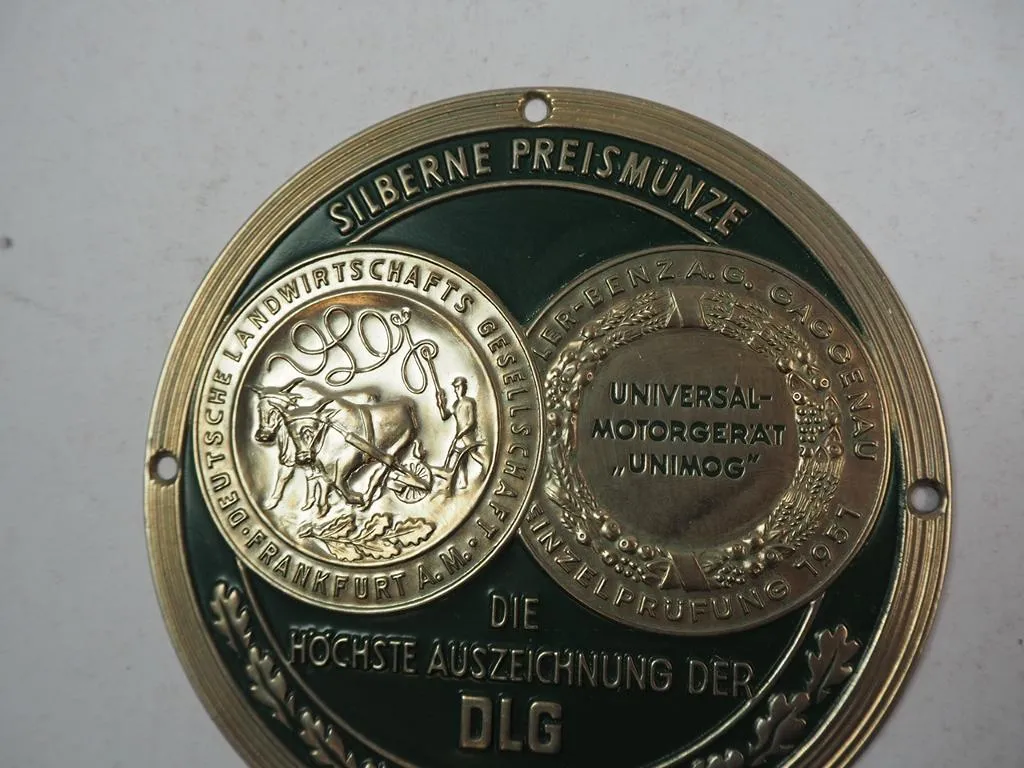 SILBERNE PREISMÜNZE
DEUTSCHE LANDWIRTSCHAFTS GESELLSCHAFT·
·FRANKFURT A.M.·
LER-BENZ A.G. GAGGENAU
UNIVERSAL-
MOTORGERÄT
„UNIMOG"
EINZELPRÜFUNG 1951
DIE
HÖCHSTE AUSZEICHNUNG DER
DLG